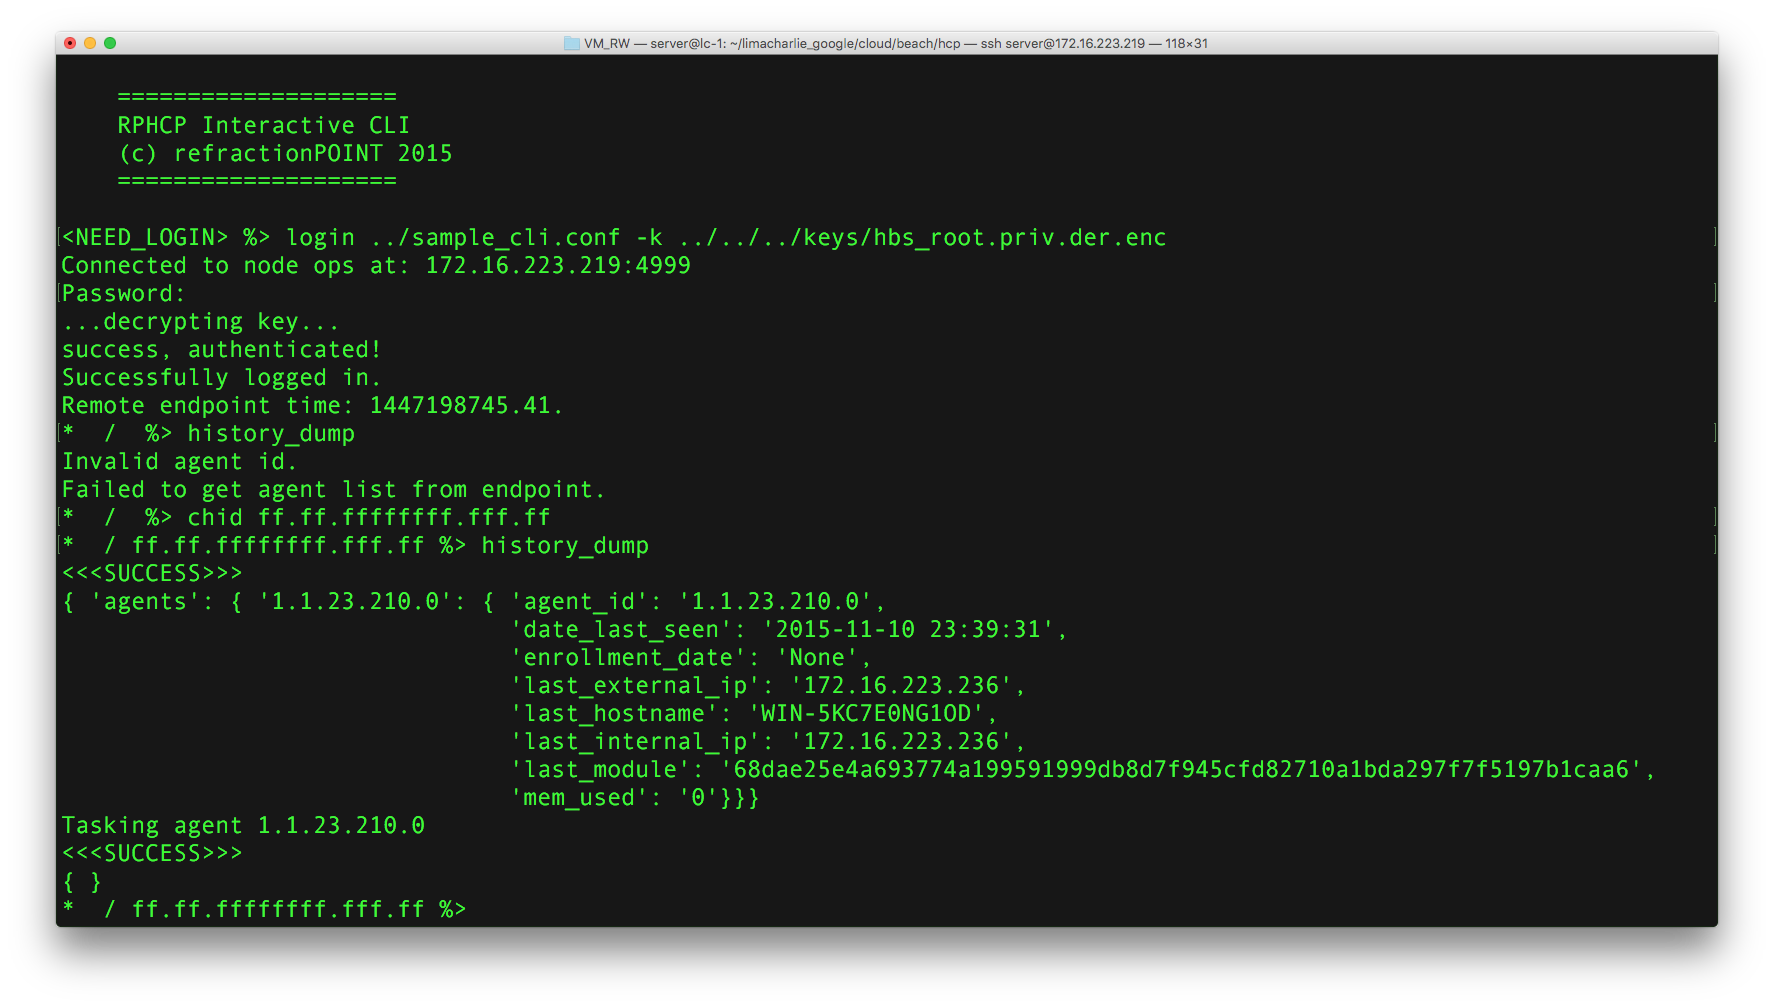 VM_RW — server@lc-1: ~/limacharlie_google/cloud/beach/hcp — ssh server@172.16.223.219 — 118×31
====================
RPHCP Interactive CLI
(c) refractionPOINT 2015
====================
<NEED_LOGIN> %> login ../sample_cli.conf -k ../../../keys/hbs_root.priv.der.enc
Connected to node ops at: 172.16.223.219:4999
Password:
...decrypting key...
success, authenticated!
Successfully logged in.
Remote endpoint time: 1447198745.41.
*  /  %> history_dump
Invalid agent id.
Failed to get agent list from endpoint.
*  /  %> chid ff.ff.ffffffff.fff.ff
*  / ff.ff.ffffffff.fff.ff %> history_dump
<<<SUCCESS>>>
{ 'agents': { '1.1.23.210.0': { 'agent_id': '1.1.23.210.0',
'date_last_seen': '2015-11-10 23:39:31',
'enrollment_date': 'None',
'last_external_ip': '172.16.223.236',
'last_hostname': 'WIN-5KC7E0NG1OD',
'last_internal_ip': '172.16.223.236',
'last_module': '68dae25e4a693774a199591999db8d7f945cfd82710a1bda297f7f5197b1caa6',
'mem_used': '0'}}}
Tasking agent 1.1.23.210.0
<<<SUCCESS>>>
{ }
*  / ff.ff.ffffffff.fff.ff %>